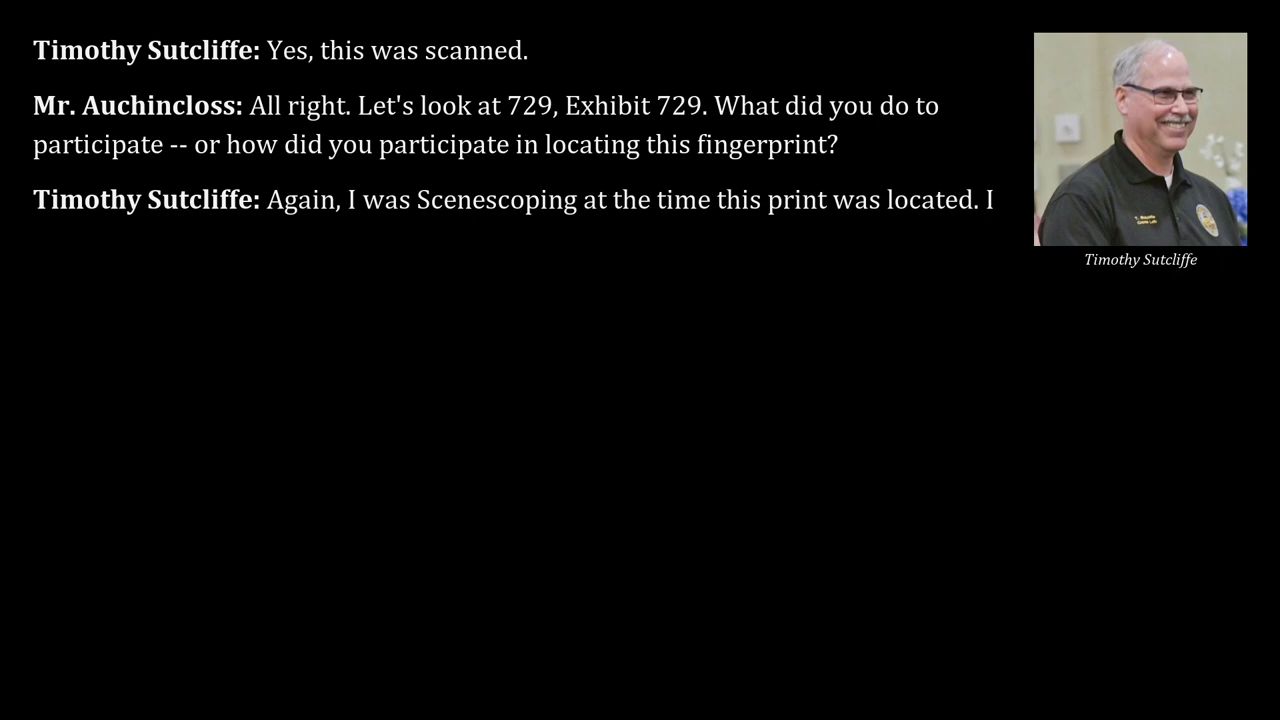 Timothy Sutcliffe: Yes, this was scanned.
Mr. Auchincloss: All right. Let's look at 729, Exhibit 729. What did you do to
participate -- or how did you participate in locating this fingerprint?
Timothy Sutcliffe: Again, I was Scenescoping at the time this print was located. I
Timothy Sutcliffe